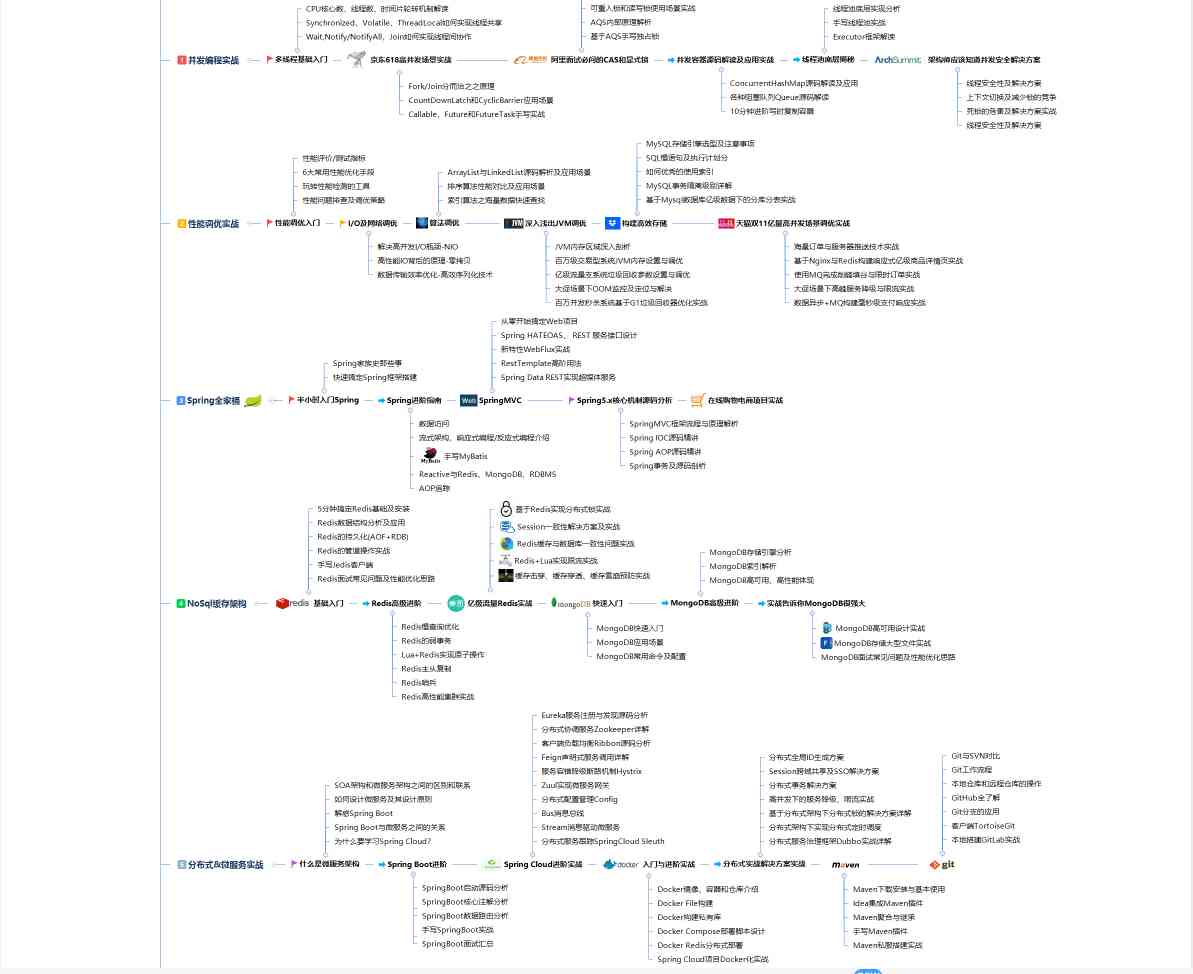 CPU核心数、线程数、时间片轮转机制解读
Synchronized、Volatile、ThreadLocal如何实现线程共享
Wait,Notify/NotifyAll、Join如何实现线程间协作
可重入锁和读写锁使用场景实战
AQS内部原理解析
基于AQS手写独占锁
线程池底层实现分析
手写线程池实战
Executor框架解读
1 并发编程实战
多线程基础入门
京东618高并发场景实战
阿里面试必问的CAS和显式锁
并发容器源码解读及应用实战
线程池底层揭秘
ArchSummit 架构师应该知道并发安全解决方案
Fork/Join分而治之之原理
CountDownLatch和CyclicBarrier应用场景
Callable、Future和FutureTask手写实战
ConcurrentHashMap源码解读及应用
各种阻塞队列Queue源码解读
10分钟进阶写时复制容器
线程安全性及解决方案
上下文切换及减少锁的竞争
死锁的危害及解决方案实战
线程安全性及解决方案
性能评价/测试指标
6大常用性能优化手段
玩转性能检测的工具
性能问题排查及调优策略
ArrayList与LinkedList源码解析及应用场景
排序算法性能对比及应用场景
索引算法之海量数据快速查找
MySQL存储引擎选型及注意事项
SQL慢语句及执行计划分
如何优秀的使用索引
MySQL事务隔离级别详解
基于Mysql数据库亿级数据下的分库分表实战
2 性能调优实战
性能调优入门
I/O及网络调优
算法调优
深入浅出JVM调优
构建高效存储
天猫双11亿量高并发场景调优实战
解决高并发I/O瓶颈-NIO
高性能IO背后的原理-零拷贝
数据传输效率优化-高效序列化技术
JVM内存区域深入剖析
百万级交易型系统JVM内存设置与调优
亿级流量支系统垃圾回收参数设置与调优
大促场景下OOM监控及定位与解决
百万并发秒杀系统基于G1垃圾回收器优化实战
海量订单与服务器推送技术实战
基于Nginx与Redis构建响应式亿级商品详情页实战
使用MQ完成削峰填谷与限时订单实战
大促场景下高峰服务降级与限流实战
数据异步+MQ构建毫秒级支付响应实战
从零开始搞定Web项目
Spring HATEOAS、 REST 服务接口设计
新特性WebFlux实战
RestTemplate高阶用法
Spring Data REST实现超媒体服务
Spring家族史那些事
快速搞定Spring框架搭建
3 Spring全家桶
半小时入门Spring
Spring进阶指南
Web SpringMVC
Spring5.x核心机制源码分析
在线购物电商项目实战
数据访问
流式架构、响应式编程/反应式编程介绍
MyBatis 手写MyBatis
Reactive与Redis、MongoDB、RDBMS
AOP追踪
SpringMVC框架流程与原理解析
Spring IOC源码精讲
Spring AOP源码精讲
Spring事务及源码剖析
5分钟搞定Redis基础及安装
Redis数据结构分析及应用
Redis的持久化(AOF+RDB)
Redis的管道操作实战
手写Jedis客户端
Redis面试常见问题及性能优化思路
基于Redis实现分布式锁实战
Session一致性解决方案及实战
Redis缓存与数据库一致性问题实战
Redis+Lua实现限流实战
缓存击穿、缓存穿透、缓存雪崩预防实战
MongoDB存储引擎分析
MongoDB索引解析
MongoDB高可用、高性能体现
4 NoSql缓存架构
redis 基础入门
Redis高级进阶
亿级流量Redis实战
mongoDB 快速入门
MongoDB高级进阶
实战告诉你MongoDB很强大
Redis慢查询优化
Redis的弱事务
Lua+Redis实现原子操作
Redis主从复制
Redis哨兵
Redis高性能集群实战
MongoDB快速入门
MongoDB应用场景
MongoDB常用命令及配置
MongoDB高可用设计实战
MongoDB存储大型文件实战
MongoDB面试常见问题及性能优化思路
Eureka服务注册与发现源码分析
分布式协调服务Zookeeper详解
客户端负载均衡Ribbon源码分析
Feign声明式服务调用详解
服务容错降级断路机制Hystrix
Zuul实现微服务网关
分布式配置管理Config
Bus消息总线
Stream消息驱动微服务
分布式服务跟踪SpringCloud Sleuth
SOA架构和微服务架构之间的区别和联系
如何设计微服务及其设计原则
解惑Spring Boot
Spring Boot与微服务之间的关系
为什么要学习Spring Cloud?
分布式全局ID生成方案
Session跨域共享及SSO解决方案
分布式事务解决方案
高并发下的服务降级、限流实战
基于分布式架构下分布式锁的解决方案详解
分布式架构下实现分布式定时调度
分布式服务治理框架Dubbo实战详解
Git与SVN对比
Git工作流程
本地仓库和远程仓库的操作
GitHub全了解
Git分支的应用
客户端TortoiseGit
本地搭建GitLab实战
5 分布式&微服务实战
什么是微服务架构
Spring Boot进阶
Spring Cloud进阶实战
docker 入门与进阶实战
分布式实战解决方案实战
maven
git
SpringBoot启动源码分析
SpringBoot核心注解分析
SpringBoot数据路由分析
手写SpringBoot实战
SpringBoot面试汇总
Docker镜像、容器和仓库介绍
Docker File构建
Docker构建私有库
Docker Compose部署脚本设计
Docker Redis分布式部署
Spring Cloud项目Docker化实战
Maven下载安装与基本使用
Idea集成Maven插件
Maven聚合与继承
手写Maven插件
Maven私服搭建实战